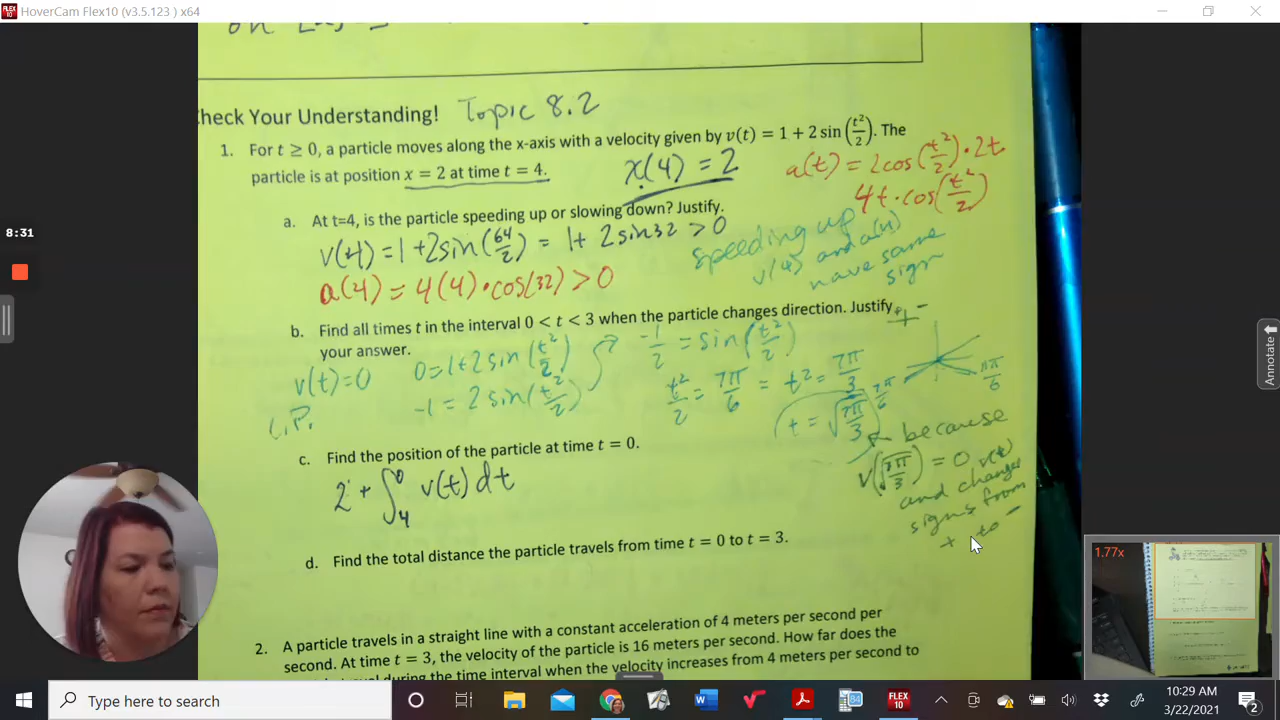 HoverCam Flex10 (v3.5.123) x64
Check Your Understanding! Topic 8.2
1. For t ≥ 0, a particle moves along the x-axis with a velocity given by v(t) = 1 + 2 sin (t²/2). The
particle is at position x = 2 at time t = 4.
x(4) = 2
a(t) = 2cos(t²/2)·2t
4t·cos(t²/2)
a. At t=4, is the particle speeding up or slowing down? Justify.
v(4)=1+2sin(64/2) = 1+ 2sin32 >0
a(4) = 4(4)·cos(32) > 0
speeding up
v(4) and a(4)
have same
sign
b. Find all times t in the interval 0 < t < 3 when the particle changes direction. Justify
your answer.
+ -
v(t)=0
0=1+2sin(t²/2)
-1 = 2 sin(t²/2)
-1/2 = sin(t²/2)
t²/2 = 7π/6 = t² = 7π/3
t = √7π/3
7π/6
11π/6
because
v(√7π/3) = 0 v(t)
and changes
signs from
+ to -
c. Find the position of the particle at time t = 0.
2 + ∫₄⁰ v(t) dt
d. Find the total distance the particle travels from time t = 0 to t = 3.
2. A particle travels in a straight line with a constant acceleration of 4 meters per second per
second. At time t = 3, the velocity of the particle is 16 meters per second. How far does the
during the time interval when the velocity increases from 4 meters per second to
8:31
Annotate
1.77x
Type here to search
FLEX 10
10:29 AM
3/22/2021
2